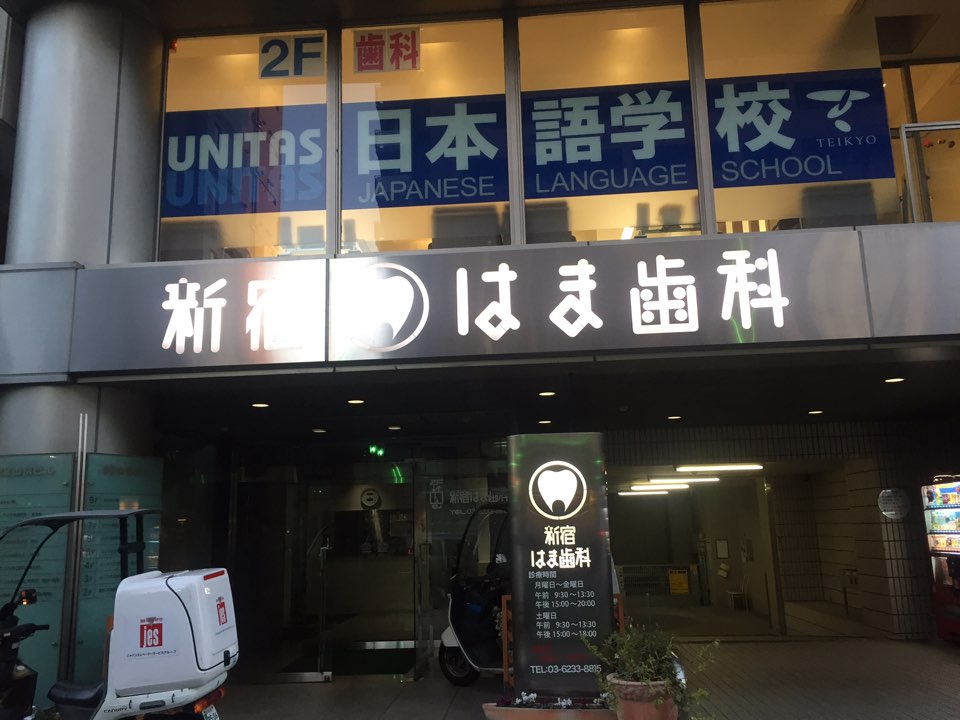 2F 歯科
UNITAS 日本語学校 TEIKYO
JAPANESE LANGUAGE SCHOOL
新宿 はま歯科
新宿
はま歯科
診療時間
月曜日～金曜日
午前 9:30～13:30
午後 15:00～20:00
土曜日
午前 9:30～13:30
午後 15:00～18:00
TEL:03-6233-8815
jes